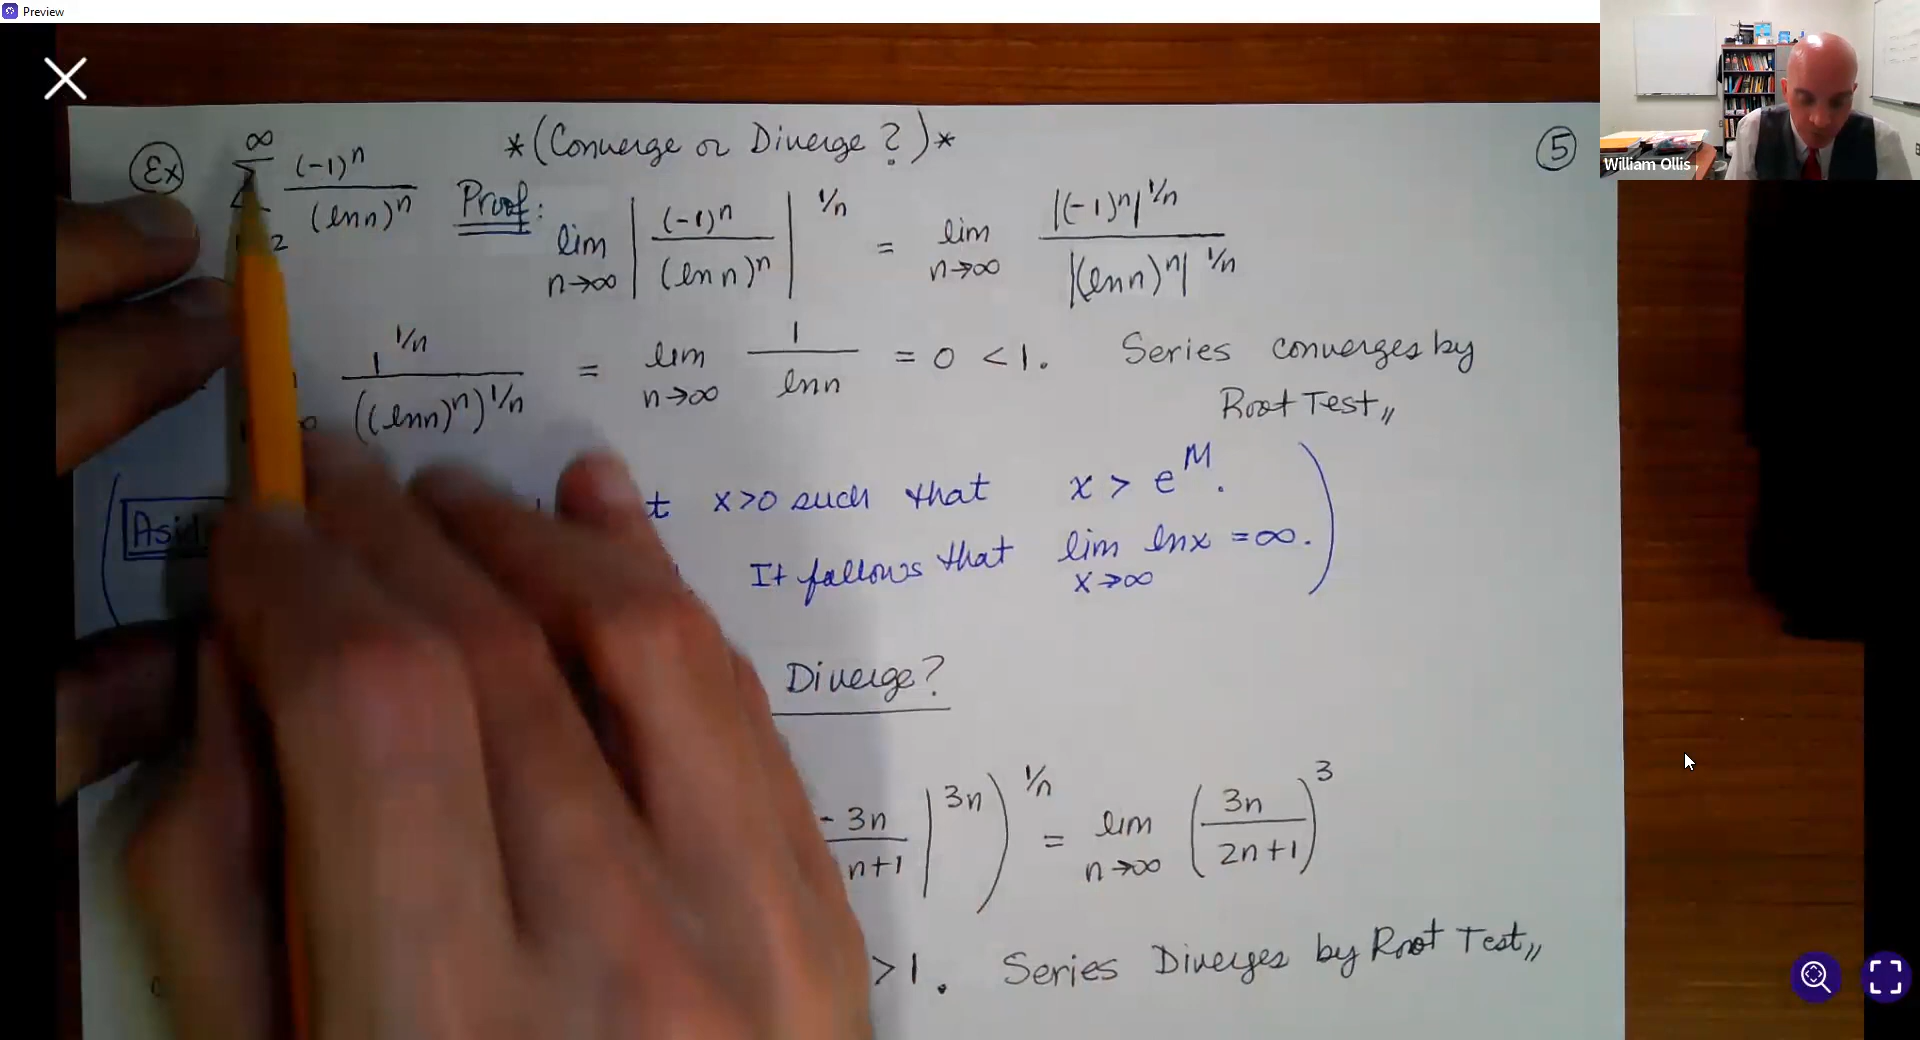 Preview
William Ollis
Ex ∞ Σ 2 (-1)^n / (ln n)^n *(Converge or Diverge?)* 5
Proof: lim n→∞ |(-1)^n / (ln n)^n|^1/n = lim n→∞ |(-1)^n|^1/n / |(ln n)^n|^1/n
1^1/n / ((ln n)^n)^1/n = lim n→∞ 1 / ln n = 0 < 1. Series converges by
Root Test,,
x>0 such that x > e^M.
It follows that lim x→∞ ln x = ∞.)
Diverge?
-3n / n+1 |^3n)^1/n = lim n→∞ (3n / 2n+1)^3
> 1. Series Diverges by Root Test,,